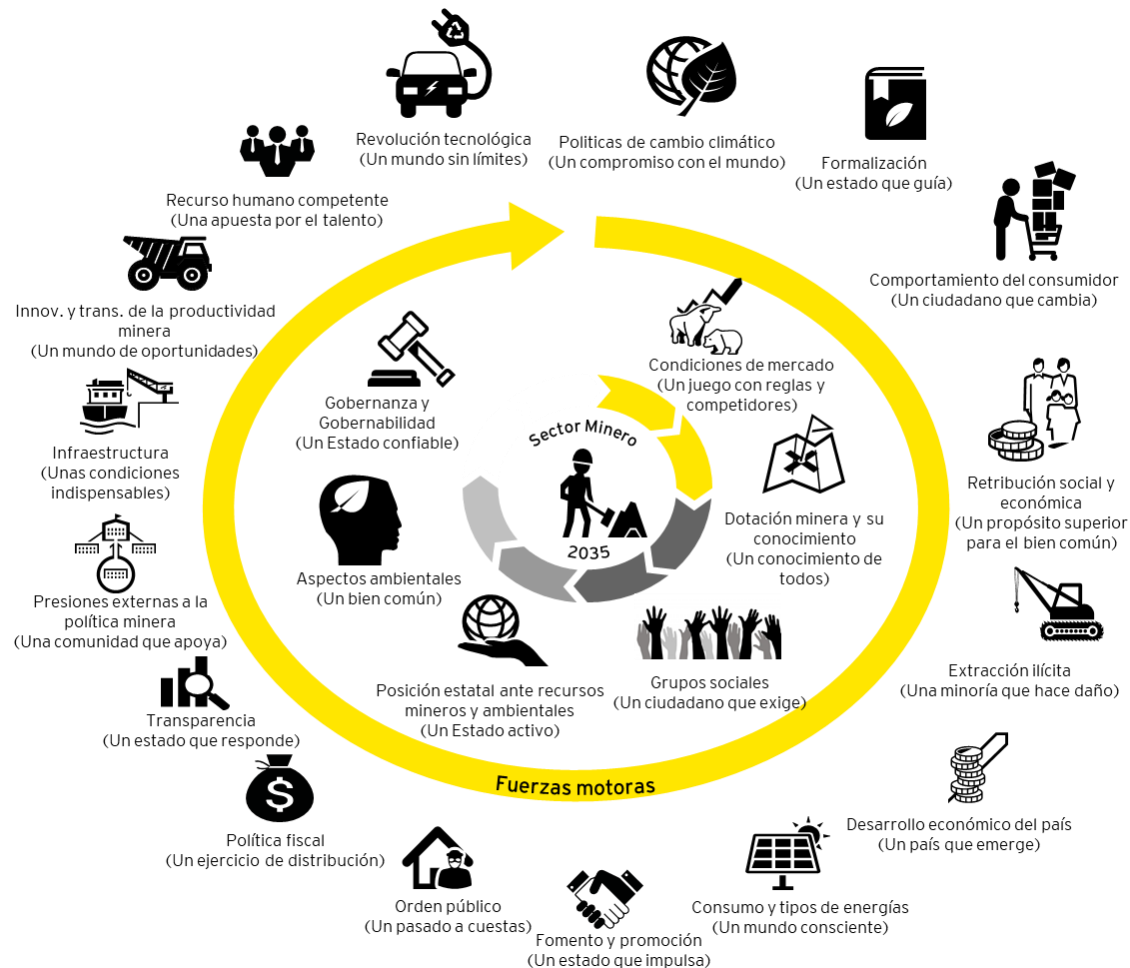 Revolución tecnológica
(Un mundo sin límites)
Politicas de cambio climático
(Un compromiso con el mundo)
Formalización
(Un estado que guía)
Comportamiento del consumidor
(Un ciudadano que cambia)
Retribución social y
económica
(Un propósito superior
para el bien común)
Extracción ilícita
(Una minoría que hace daño)
Desarrollo económico del país
(Un país que emerge)
Consumo y tipos de energías
(Un mundo consciente)
Fomento y promoción
(Un estado que impulsa)
Orden público
(Un pasado a cuestas)
$
Política fiscal
(Un ejercicio de distribución)
Transparencia
(Un estado que responde)
Presiones externas a la
política minera
(Una comunidad que apoya)
Infraestructura
(Unas condiciones
indispensables)
Innov. y trans. de la productividad
minera
(Un mundo de oportunidades)
Recurso humano competente
(Una apuesta por el talento)
Condiciones de mercado
(Un juego con reglas y
competidores)
Dotación minera y su
conocimiento
(Un conocimiento de
todos)
Grupos sociales
(Un ciudadano que exige)
Posición estatal ante recursos
mineros y ambientales
(Un Estado activo)
Aspectos ambientales
(Un bien común)
Gobernanza y
Gobernabilidad
(Un Estado confiable)
Sector Minero
2035
Fuerzas motoras